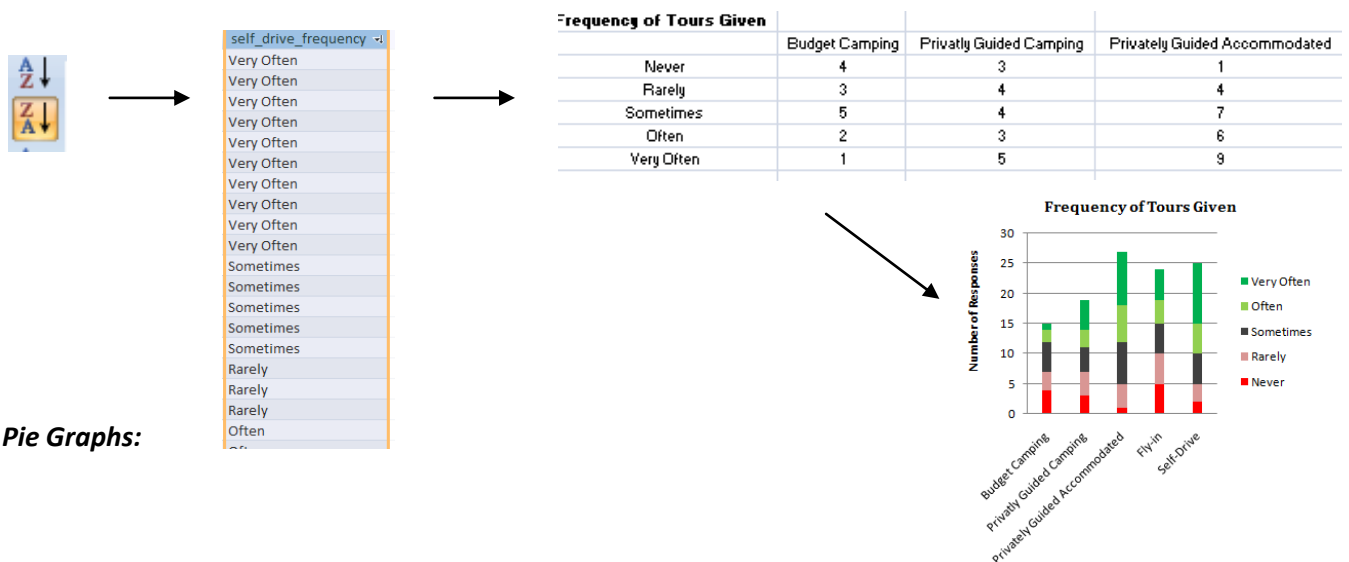 A
Z
Z
A
self_drive_frequency
Very Often
Very Often
Very Often
Very Often
Very Often
Very Often
Very Often
Very Often
Very Often
Very Often
Sometimes
Sometimes
Sometimes
Sometimes
Sometimes
Rarely
Rarely
Rarely
Often
Frequency of Tours Given
Budget Camping Privatly Guided Camping Privately Guided Accommodated
Never 4 3 1
Rarely 3 4 4
Sometimes 5 4 7
Often 2 3 6
Very Often 1 5 9
Frequency of Tours Given
Number of Responses
30
25
20
15
10
5
0
Budget Camping
Privatly Guided Camping
Privately Guided Accommodated
Fly-in
Self-Drive
Very Often
Often
Sometimes
Rarely
Never
Pie Graphs: